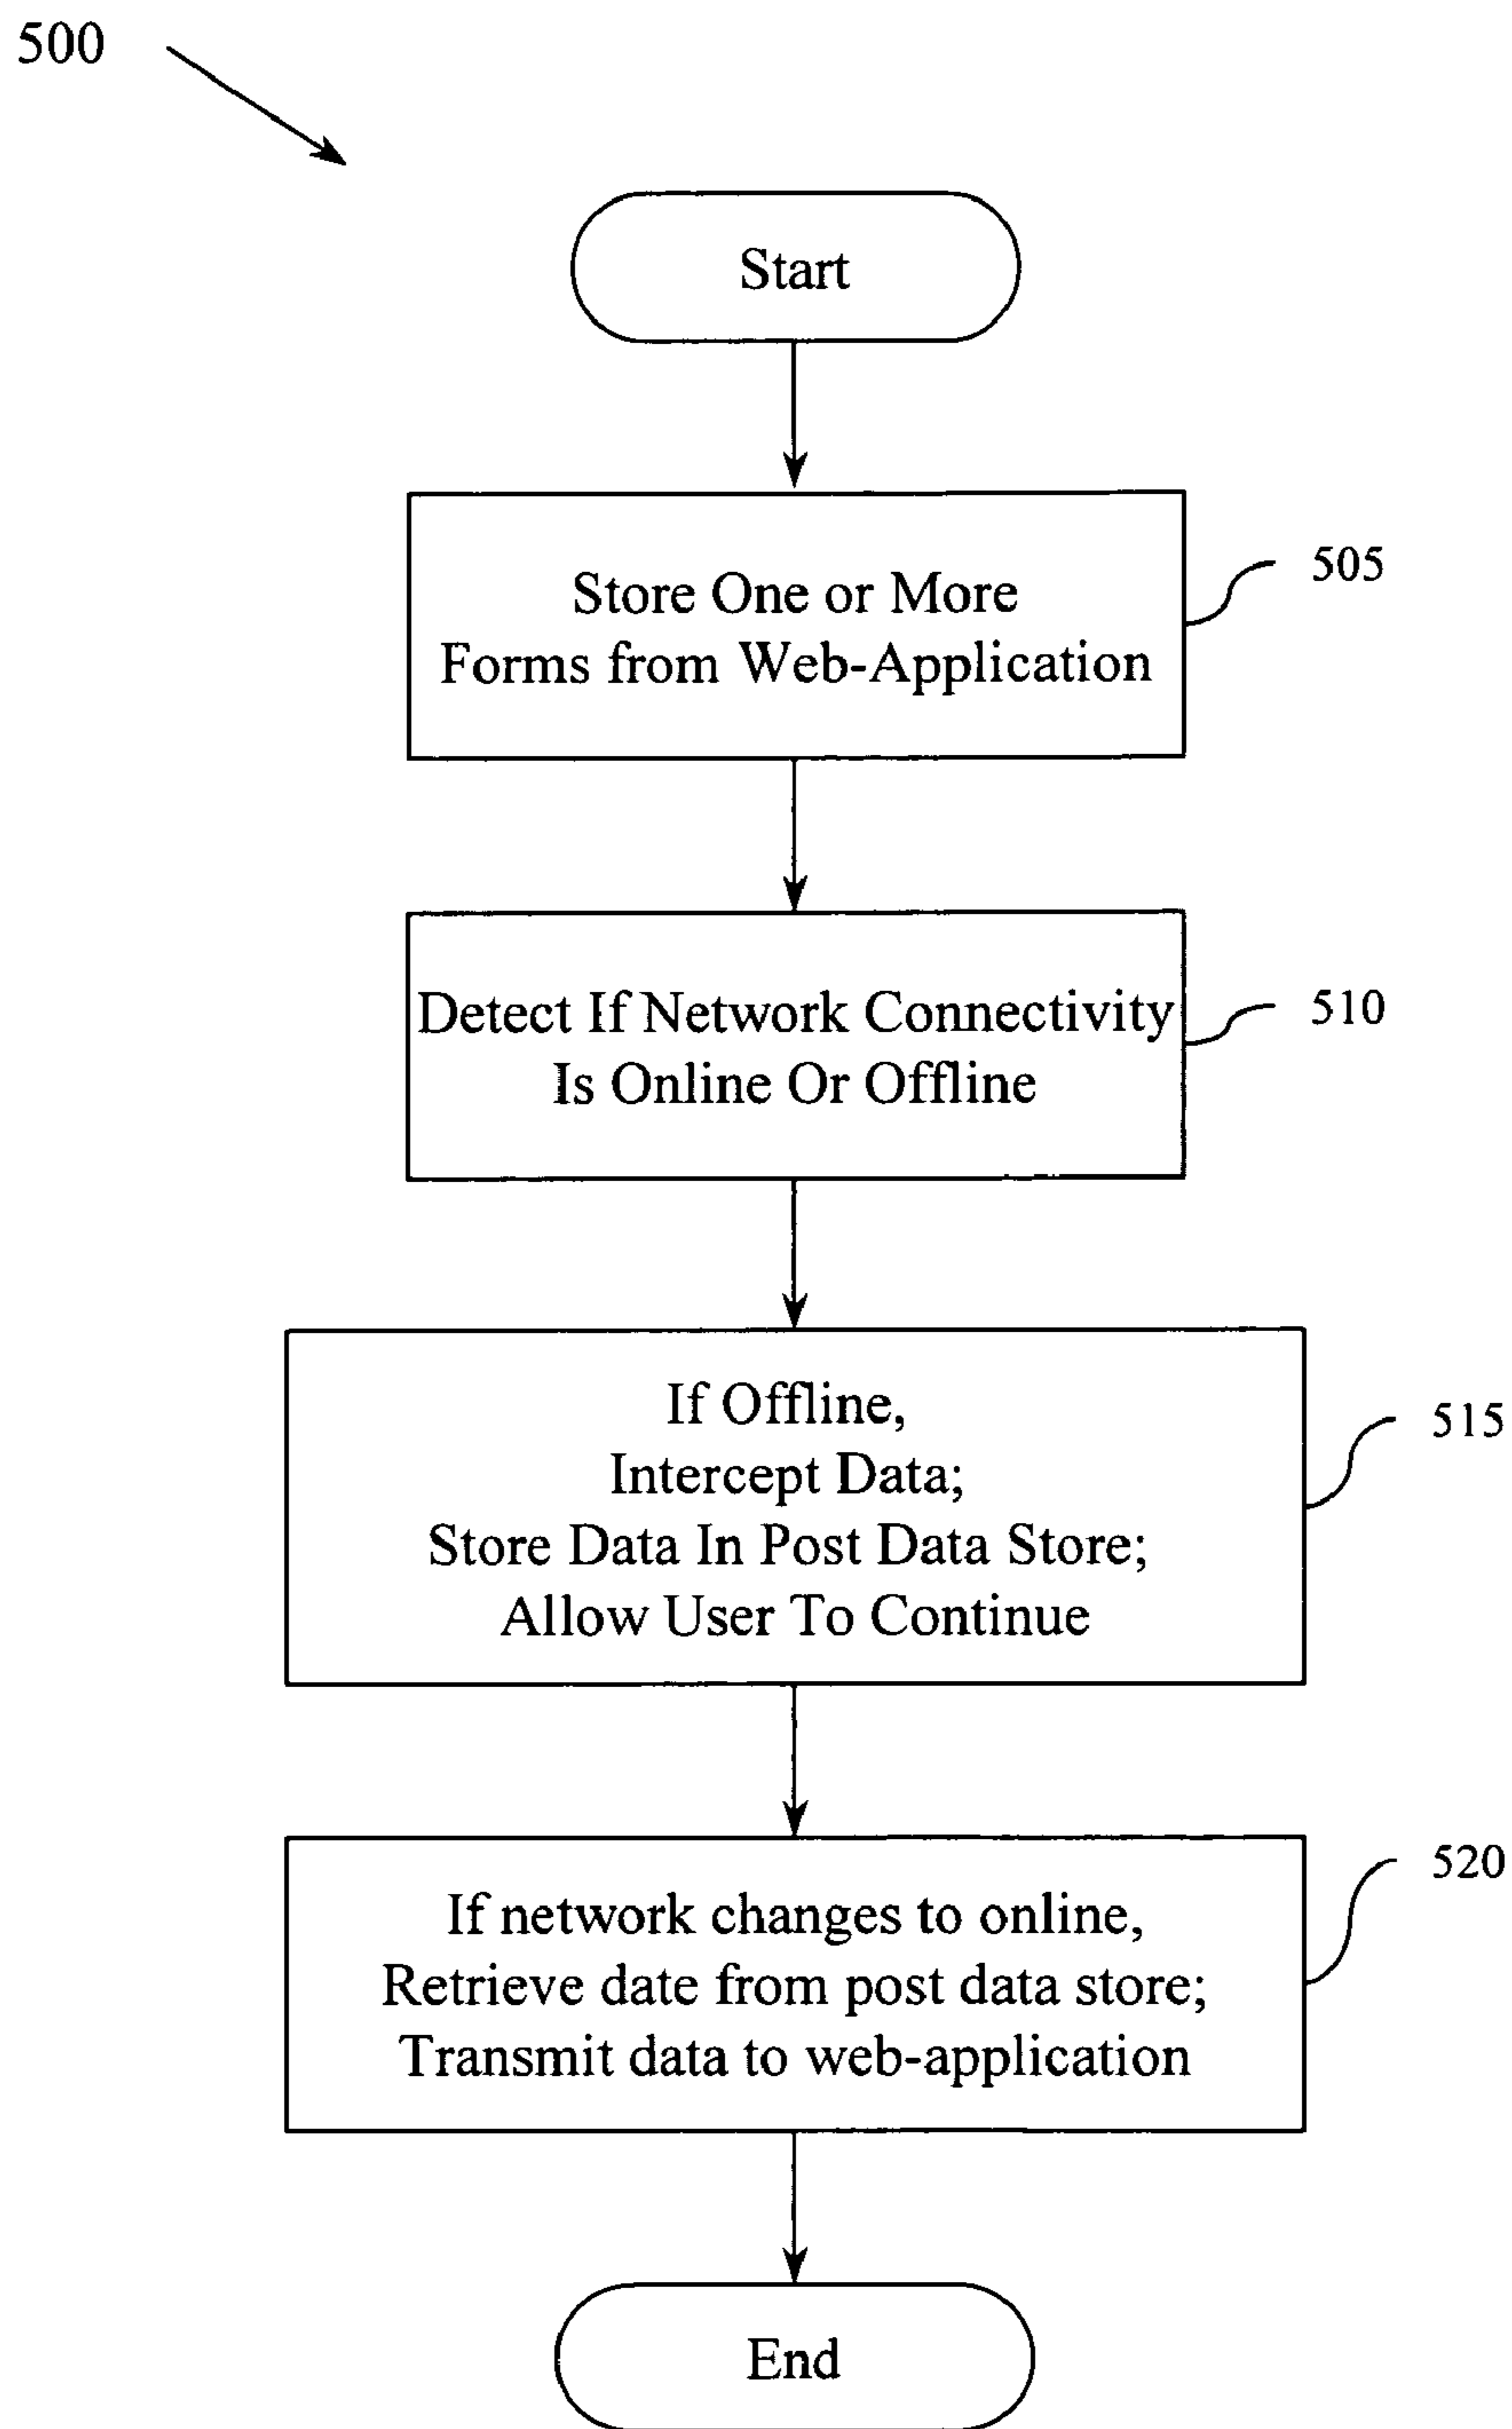 500
Start
Store One or More
Forms from Web-Application
505
Detect If Network Connectivity
Is Online Or Offline
510
If Offline,
Intercept Data;
Store Data In Post Data Store;
Allow User To Continue
515
If network changes to online,
Retrieve date from post data store;
Transmit data to web-application
520
End